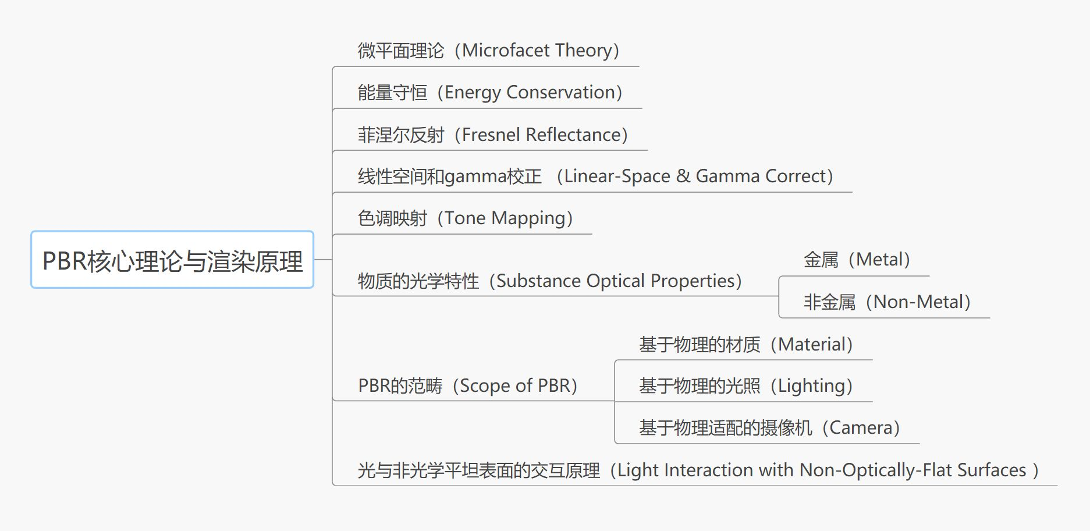 PBR核心理论与渲染原理
微平面理论（Microfacet Theory）
能量守恒（Energy Conservation）
菲涅尔反射（Fresnel Reflectance）
线性空间和gamma校正 （Linear-Space & Gamma Correct）
色调映射（Tone Mapping）
物质的光学特性（Substance Optical Properties）
金属（Metal）
非金属（Non-Metal）
PBR的范畴（Scope of PBR）
基于物理的材质（Material）
基于物理的光照（Lighting）
基于物理适配的摄像机（Camera）
光与非光学平坦表面的交互原理（Light Interaction with Non-Optically-Flat Surfaces ）